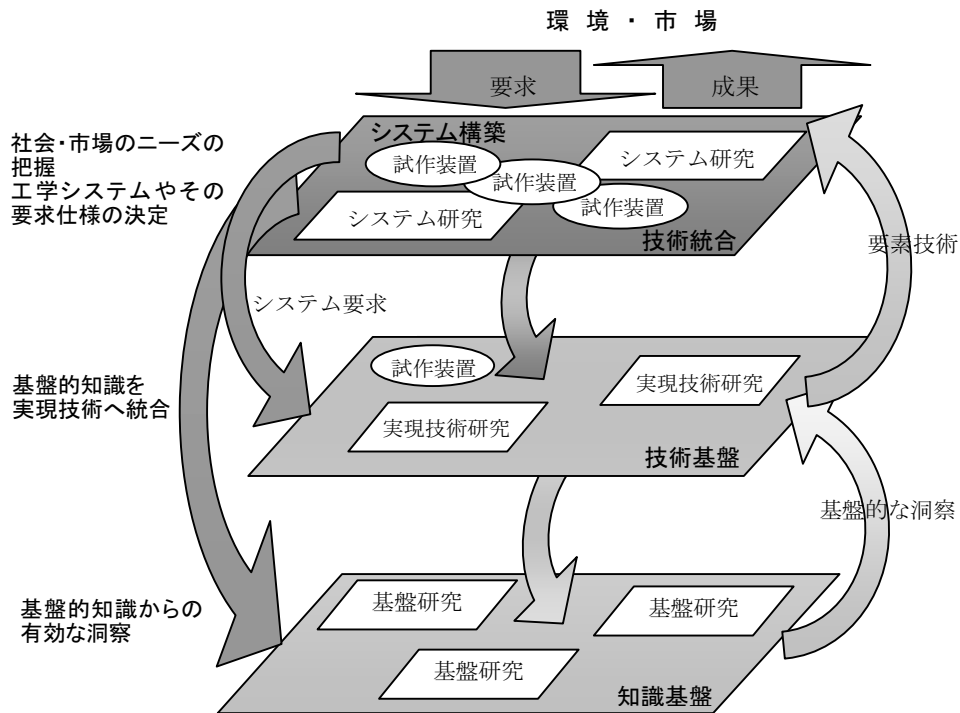 環 境 ・ 市 場
要求
成果
社会・市場のニーズの
把握
工学システムやその
要求仕様の決定
システム構築
試作装置
試作装置
試作装置
システム研究
システム研究
技術統合
要素技術
システム要求
基盤的知識を
実現技術へ統合
試作装置
実現技術研究
実現技術研究
技術基盤
基盤的な洞察
基盤的知識からの
有効な洞察
基盤研究
基盤研究
基盤研究
知識基盤